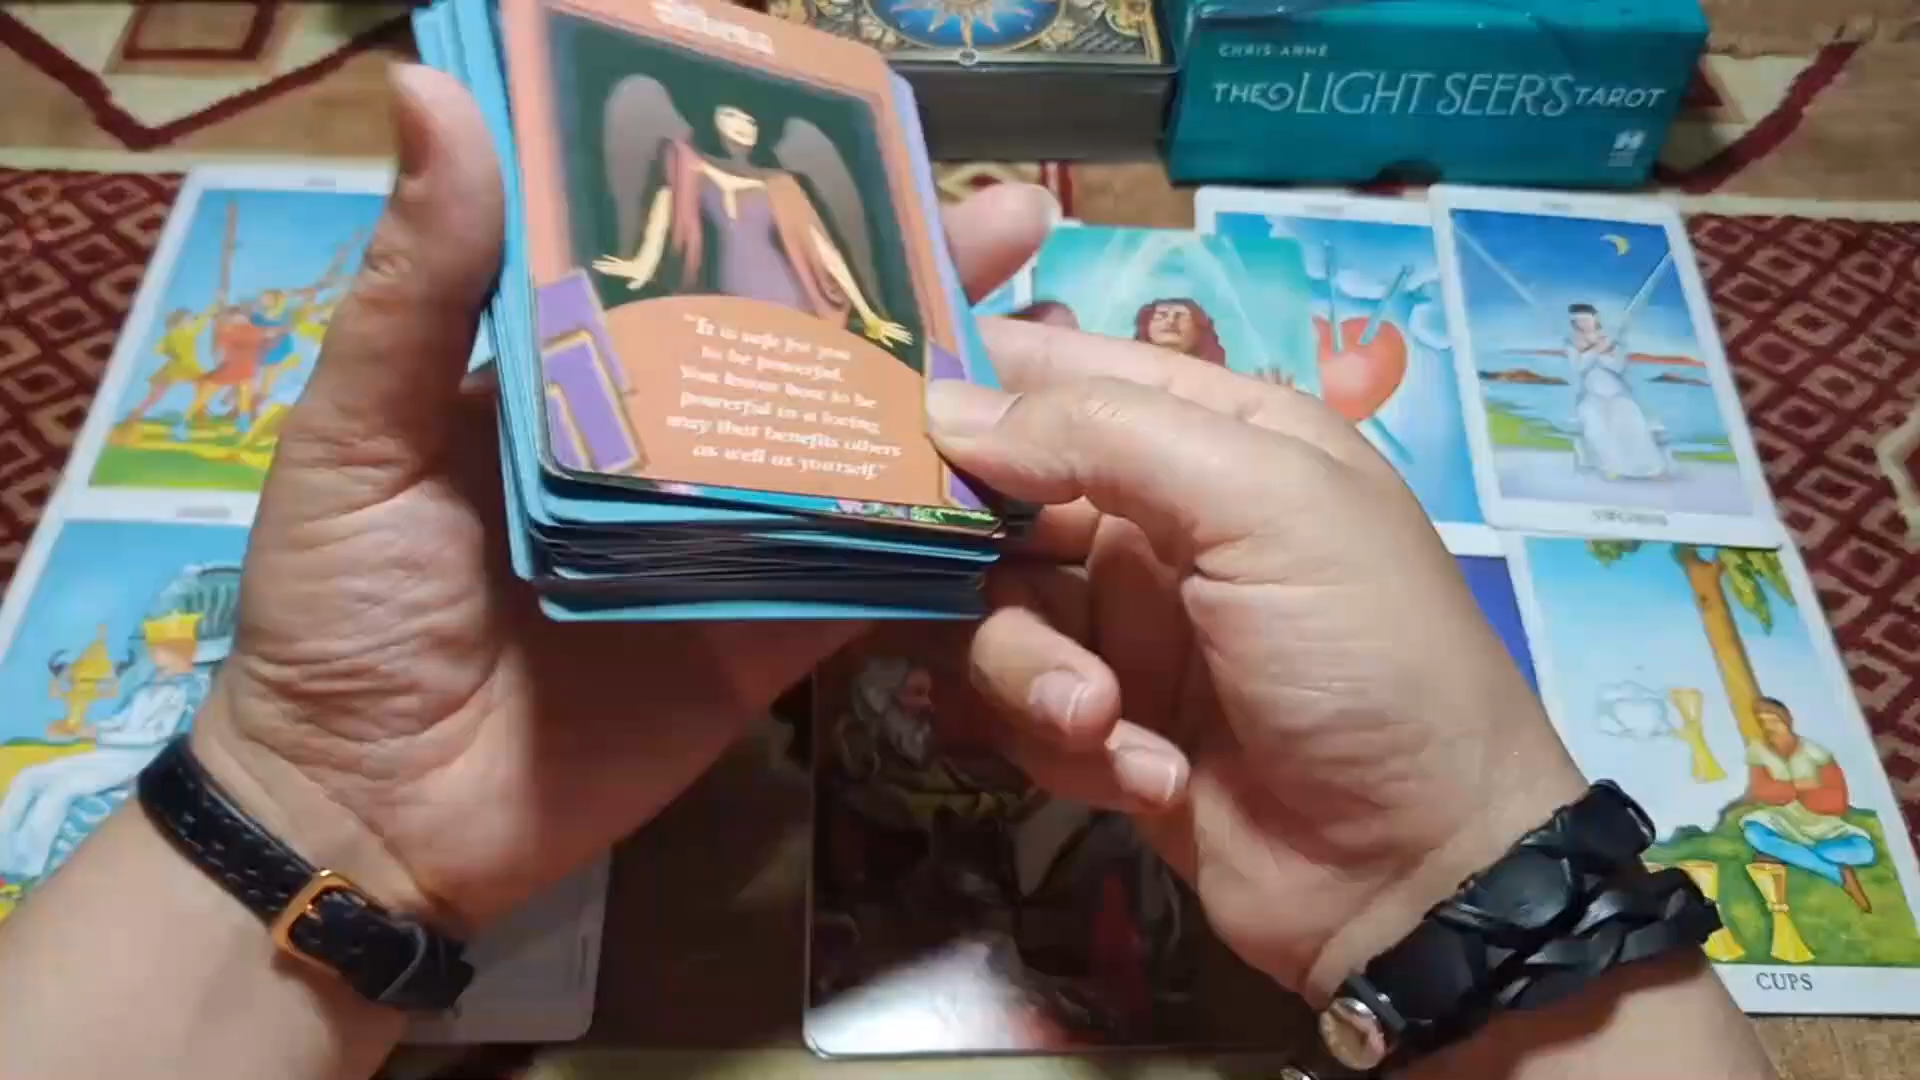 CHRIS-ANNE
THE LIGHT SEER'S TAROT
"It is safe for you
to be powerful.
You know how to be
powerful in a loving
way that benefits others
as well as yourself."
SWORDS
CUPS